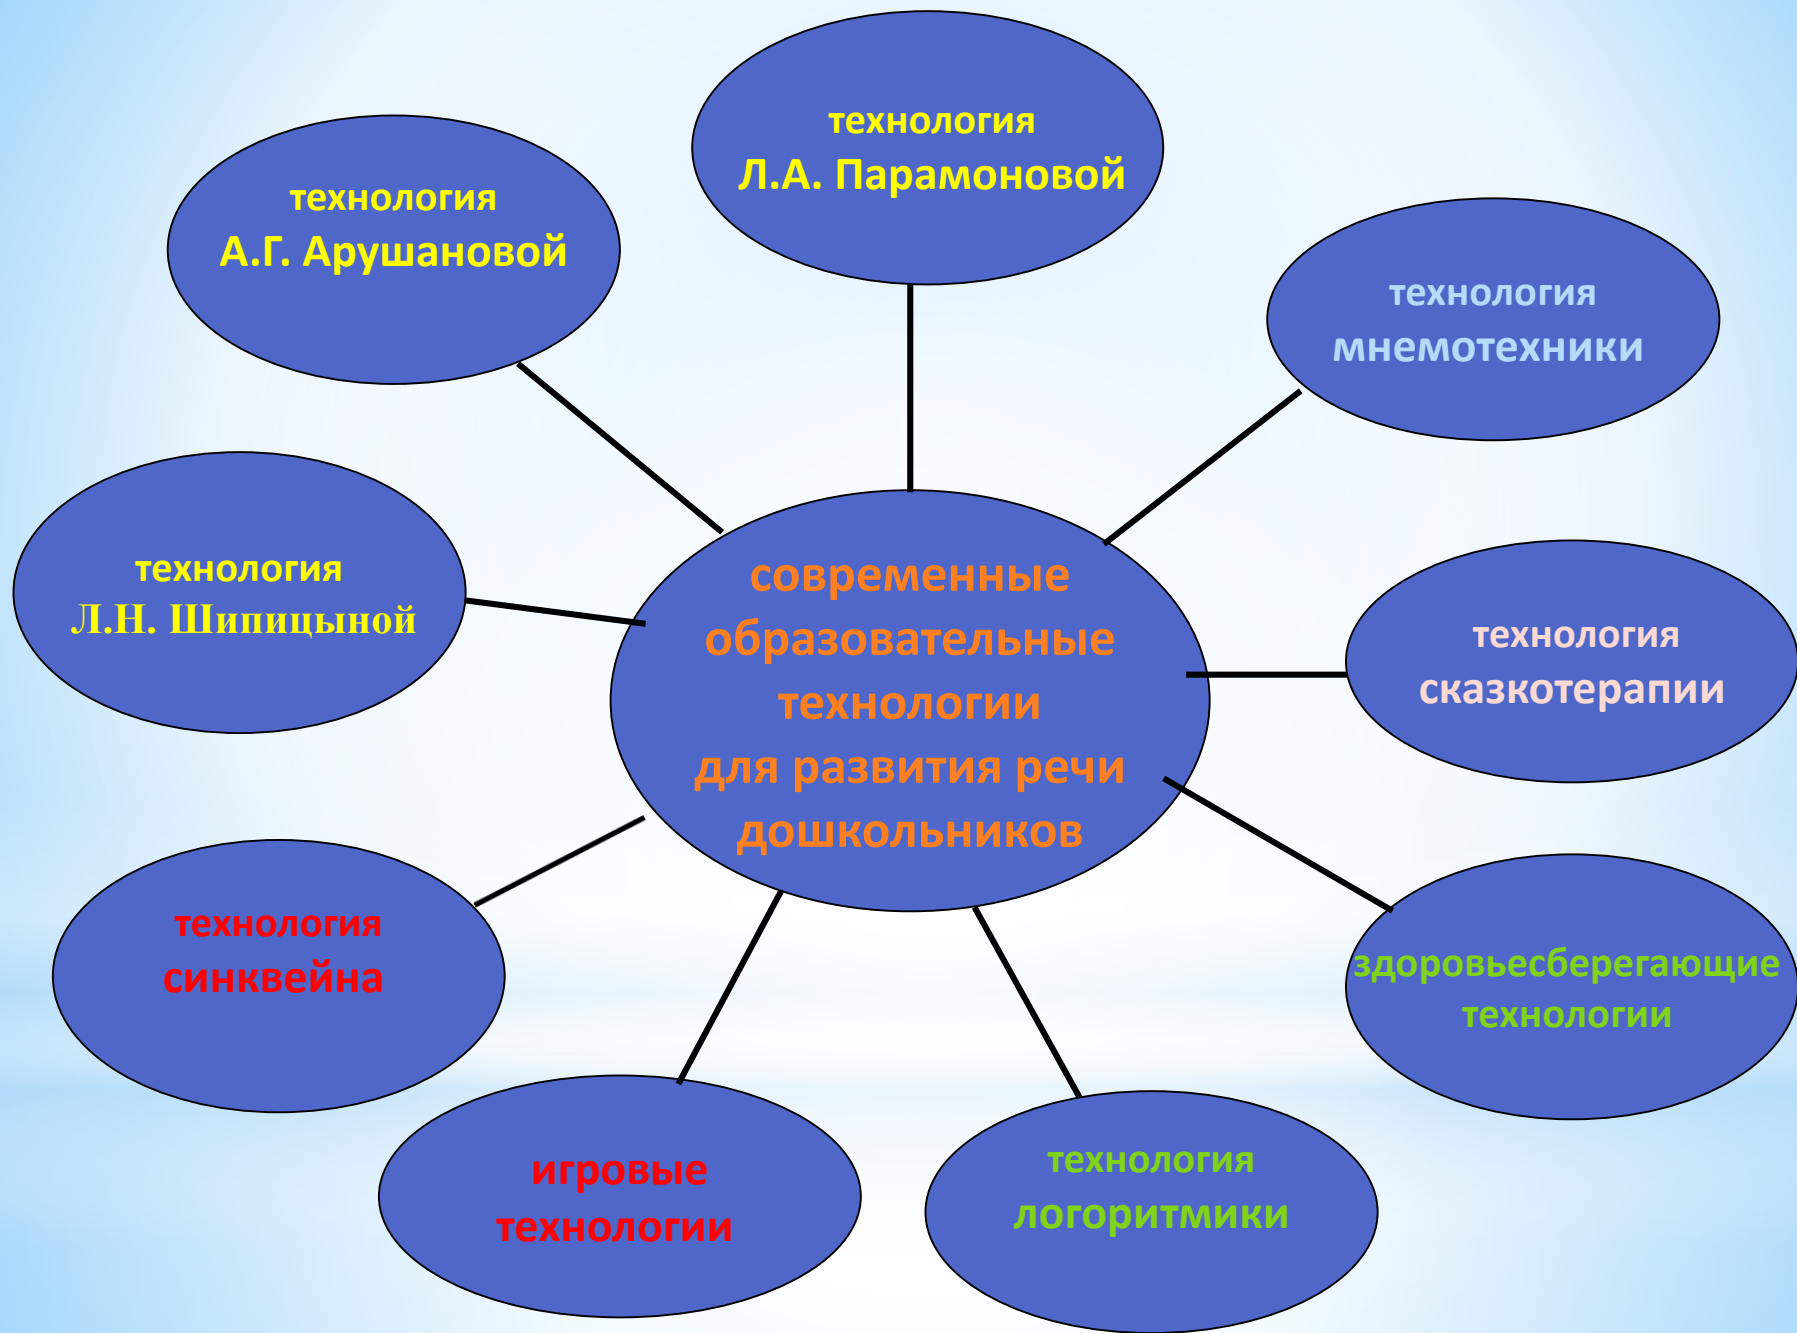 технология
Л.А. Парамоновой
технология
А.Г. Арушановой
технология
мнемотехники
технология
Л.Н. Шипицыной
современные
образовательные
технологии
для развития речи
дошкольников
технология
сказкотерапии
технология
синквейна
здоровьесберегающие
технологии
игровые
технологии
технология
логоритмики